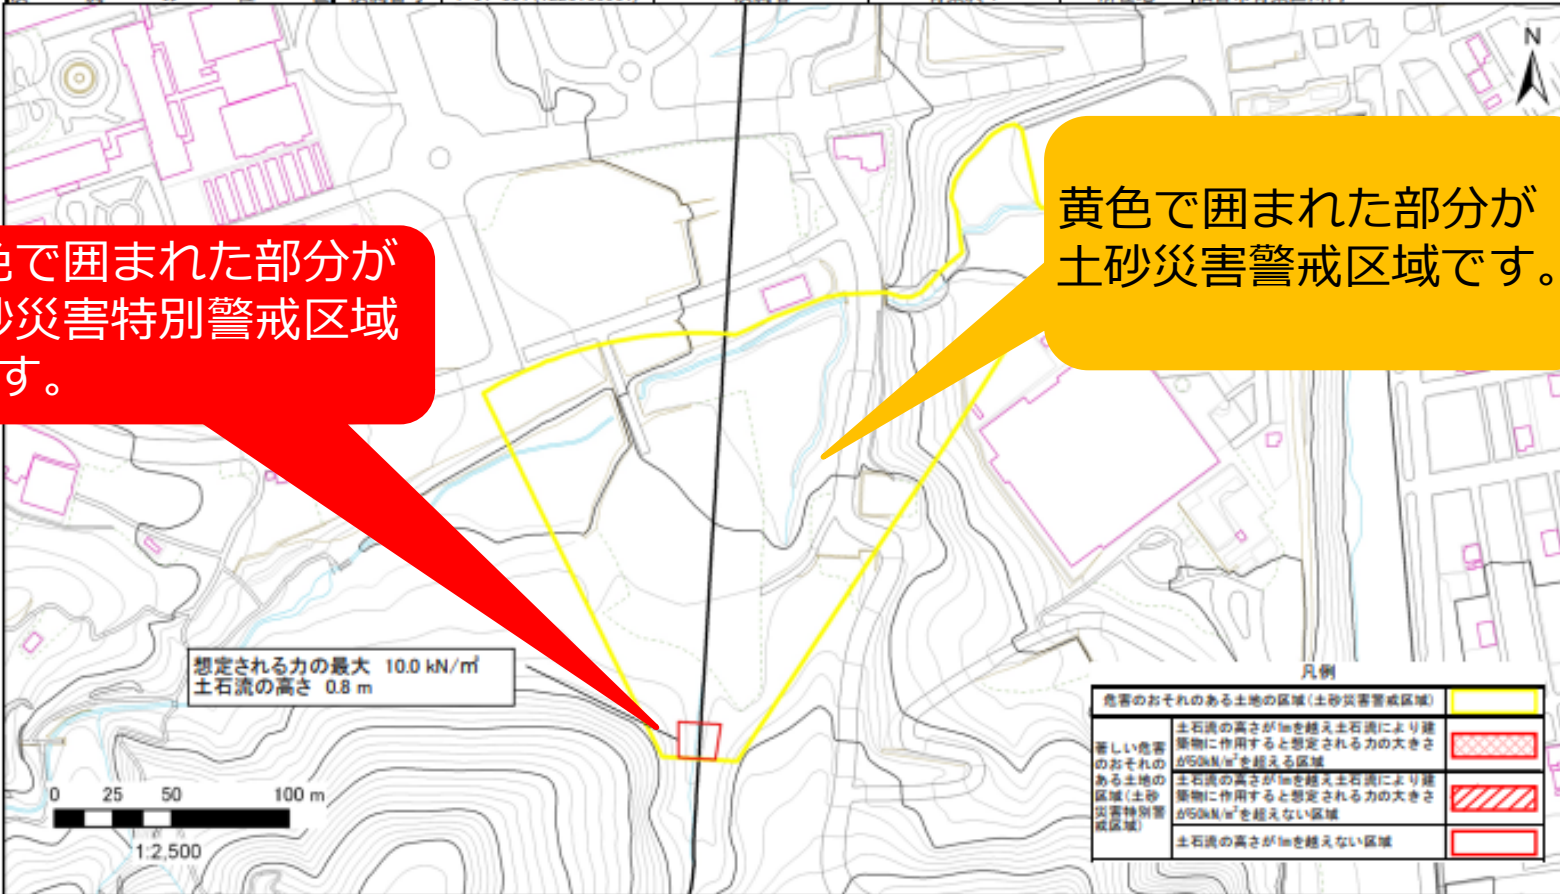 N
黄色で囲まれた部分が
土砂災害警戒区域です。
色で囲まれた部分が
砂災害特別警戒区域
す。
想定される力の最大 10.0 kN/㎡
土石流の高さ 0.8 m
0 25 50 100 m
1:2,500
凡例
危害のおそれのある土地の区域(土砂災害警戒区域)
著しい危害
のおそれの
ある土地の
区域(土砂
災害特別警
戒区域)
土石流の高さが1mを越え土石流により建
築物に作用すると想定される力の大きさ
が50kN/㎡を超える区域
土石流の高さが1mを越え土石流により建
築物に作用すると想定される力の大きさ
が50kN/㎡を超えない区域
土石流の高さが1mを越えない区域